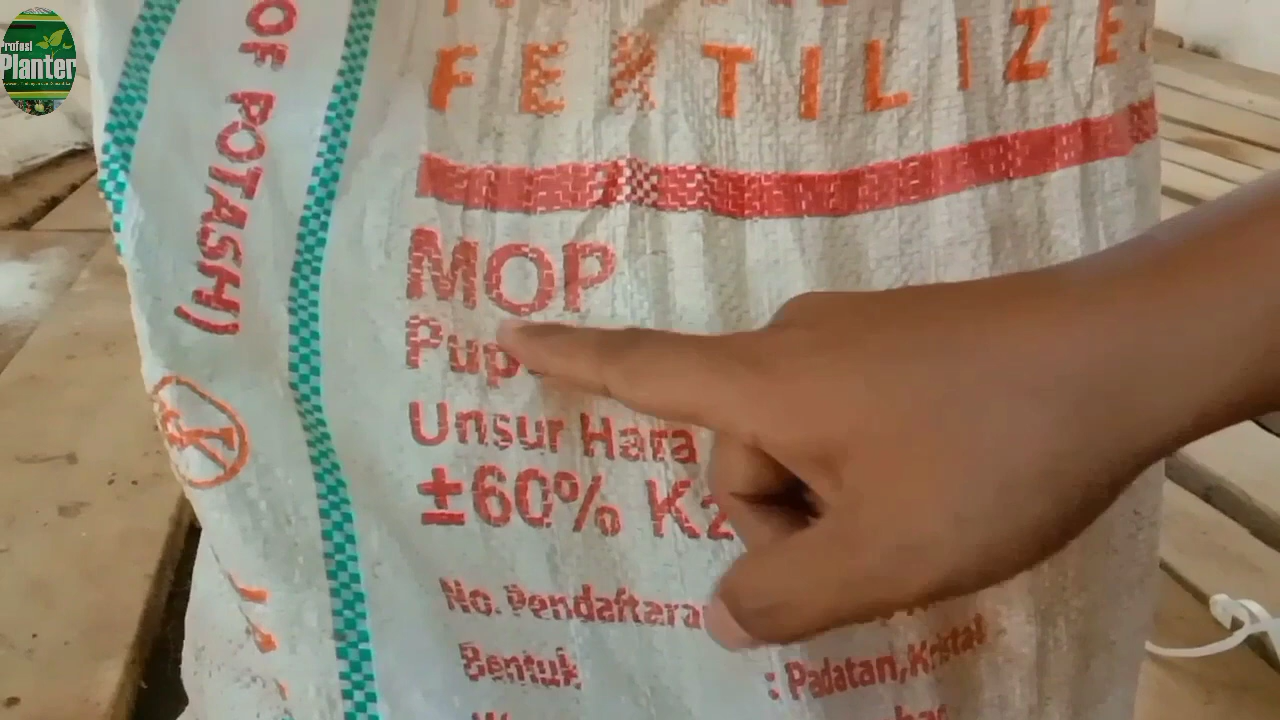 Profesi
Planter
OF POTASH)
FERTILIZE
MOP
Pup
Unsur Hara
±60% K2
No. Pendaftaran
Bentuk : Padatan, Kristal